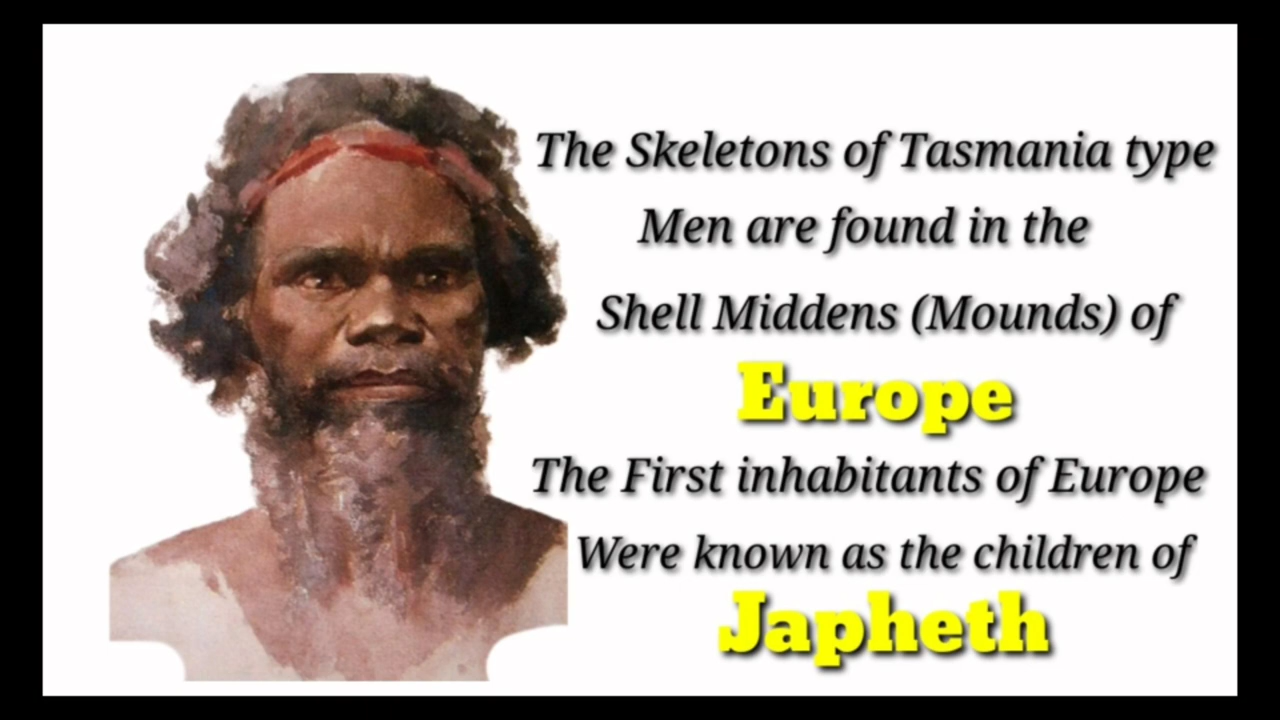 The Skeletons of Tasmania type
Men are found in the
Shell Middens (Mounds) of
Europe
The First inhabitants of Europe
Were known as the children of
Japheth